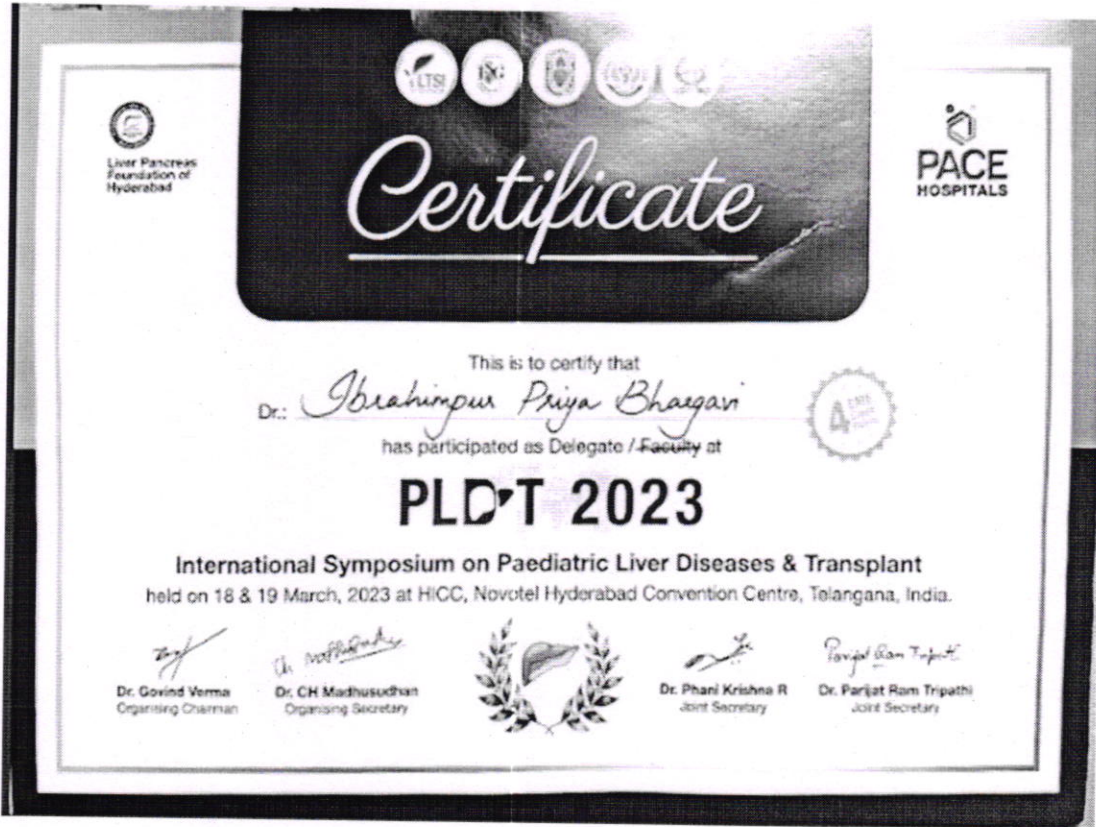 LTSI
Liver Pancreas
Foundation of
Hyderabad
PACE
HOSPITALS
Certificate
This is to certify that
Dr.: Ibrahimpur Priya Bhargavi
4
has participated as Delegate / Faculty at
PLD T 2023
International Symposium on Paediatric Liver Diseases & Transplant
held on 18 & 19 March, 2023 at HICC, Novotel Hyderabad Convention Centre, Telangana, India.
Parijat Ram Tripathi
Dr. Govind Verma
Organising Chairman
Dr. CH Madhusudhan
Organising Secretary
Dr. Phani Krishna R
Joint Secretary
Dr. Parijat Ram Tripathi
Joint Secretary